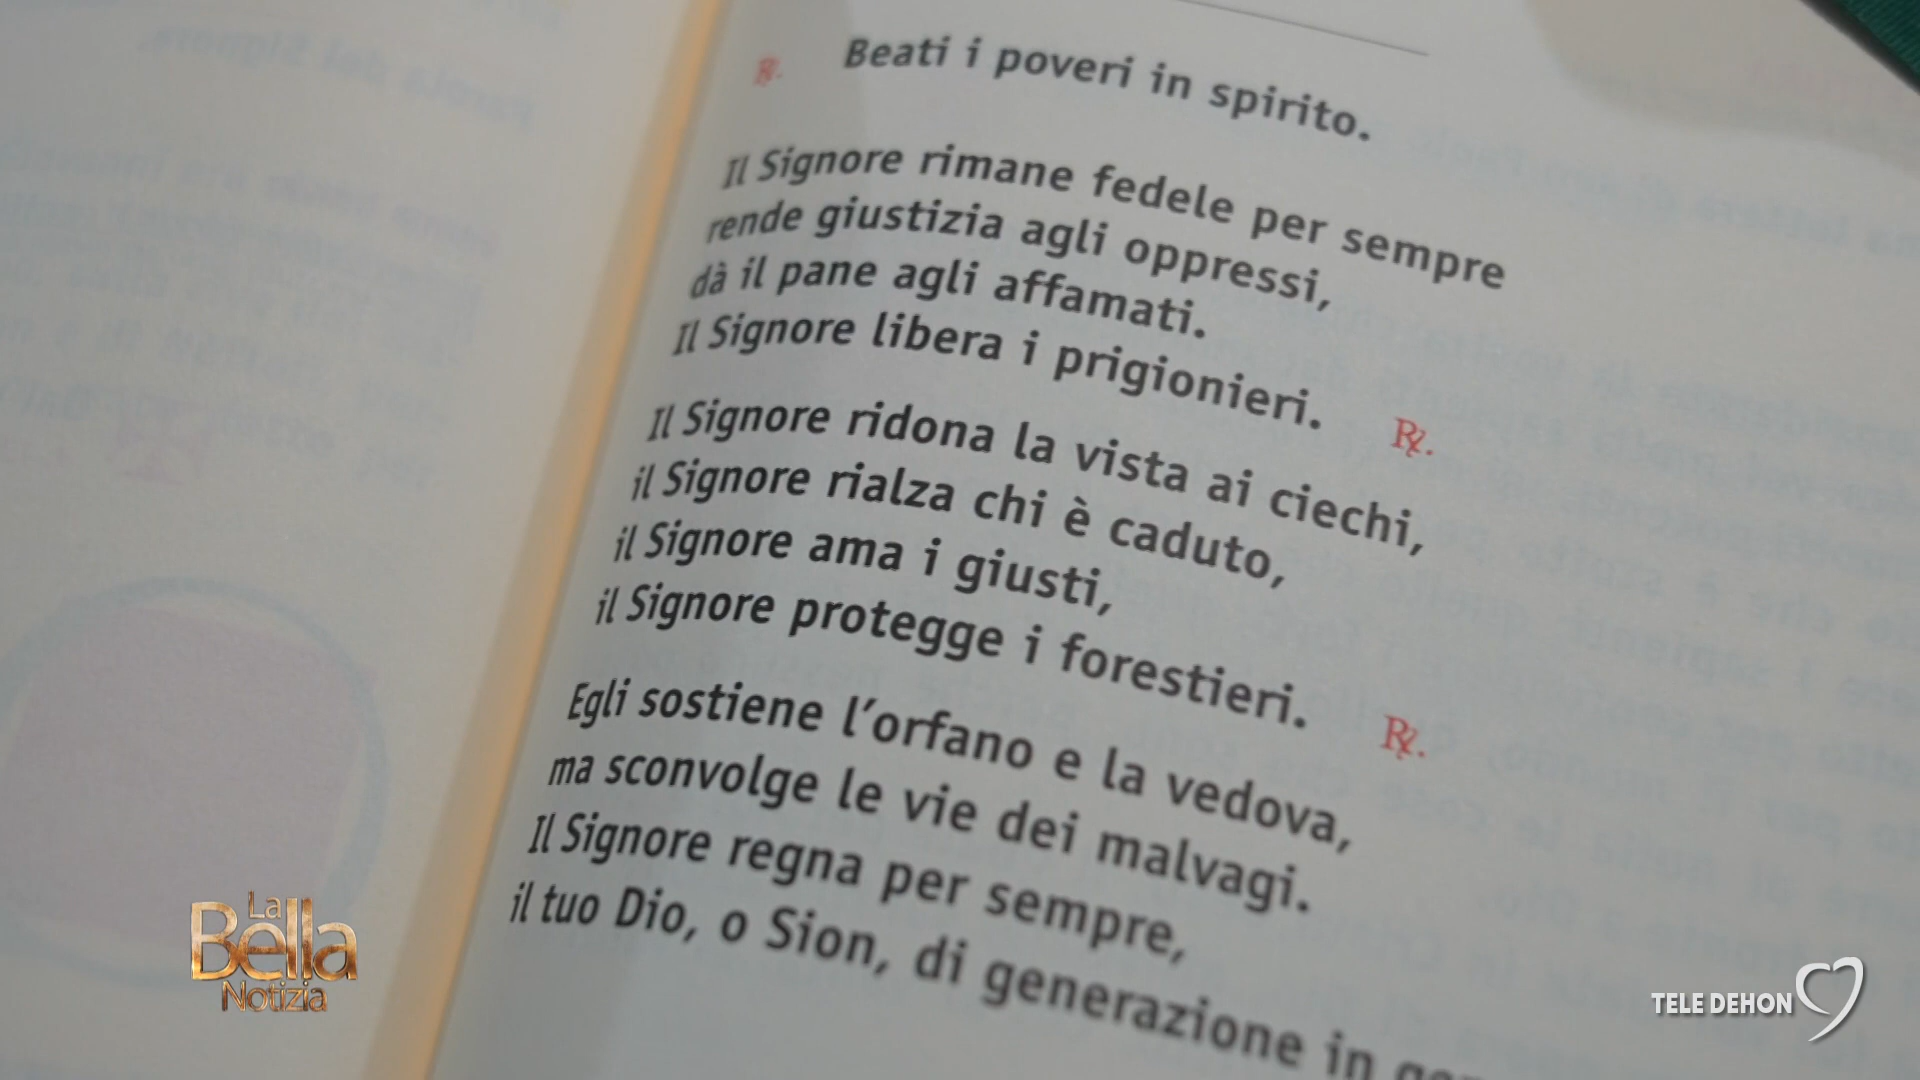 ℟. Beati i poveri in spirito.
Il Signore rimane fedele per sempre
rende giustizia agli oppressi,
dà il pane agli affamati.
Il Signore libera i prigionieri. ℟.
Il Signore ridona la vista ai ciechi,
il Signore rialza chi è caduto,
il Signore ama i giusti,
il Signore protegge i forestieri. ℟.
Egli sostiene l'orfano e la vedova,
ma sconvolge le vie dei malvagi.
Il Signore regna per sempre,
il tuo Dio, o Sion, di generazione in
La
Bella
Notizia
TELE DEHON